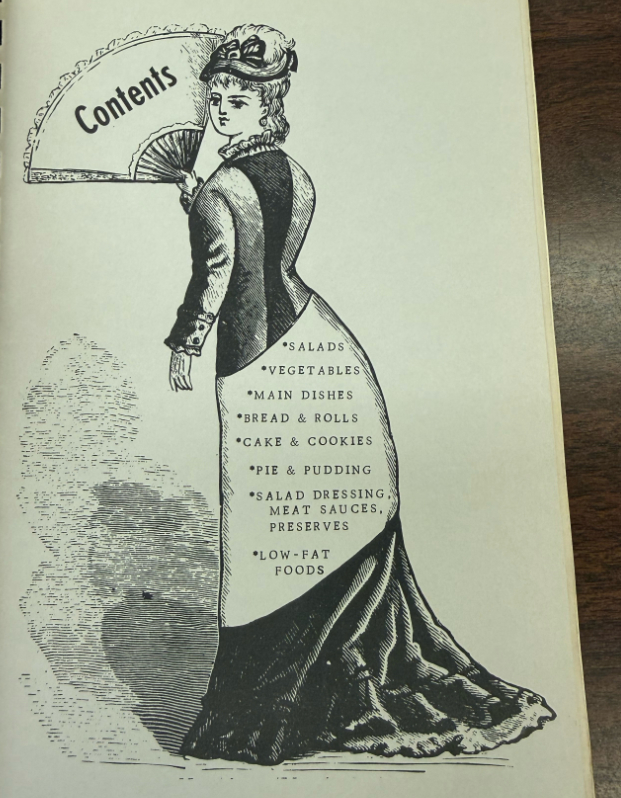 Contents
*SALADS
*VEGETABLES
*MAIN DISHES
*BREAD & ROLLS
*CAKE & COOKIES
*PIE & PUDDING
*SALAD DRESSING,
MEAT SAUCES,
PRESERVES
*LOW-FAT
FOODS